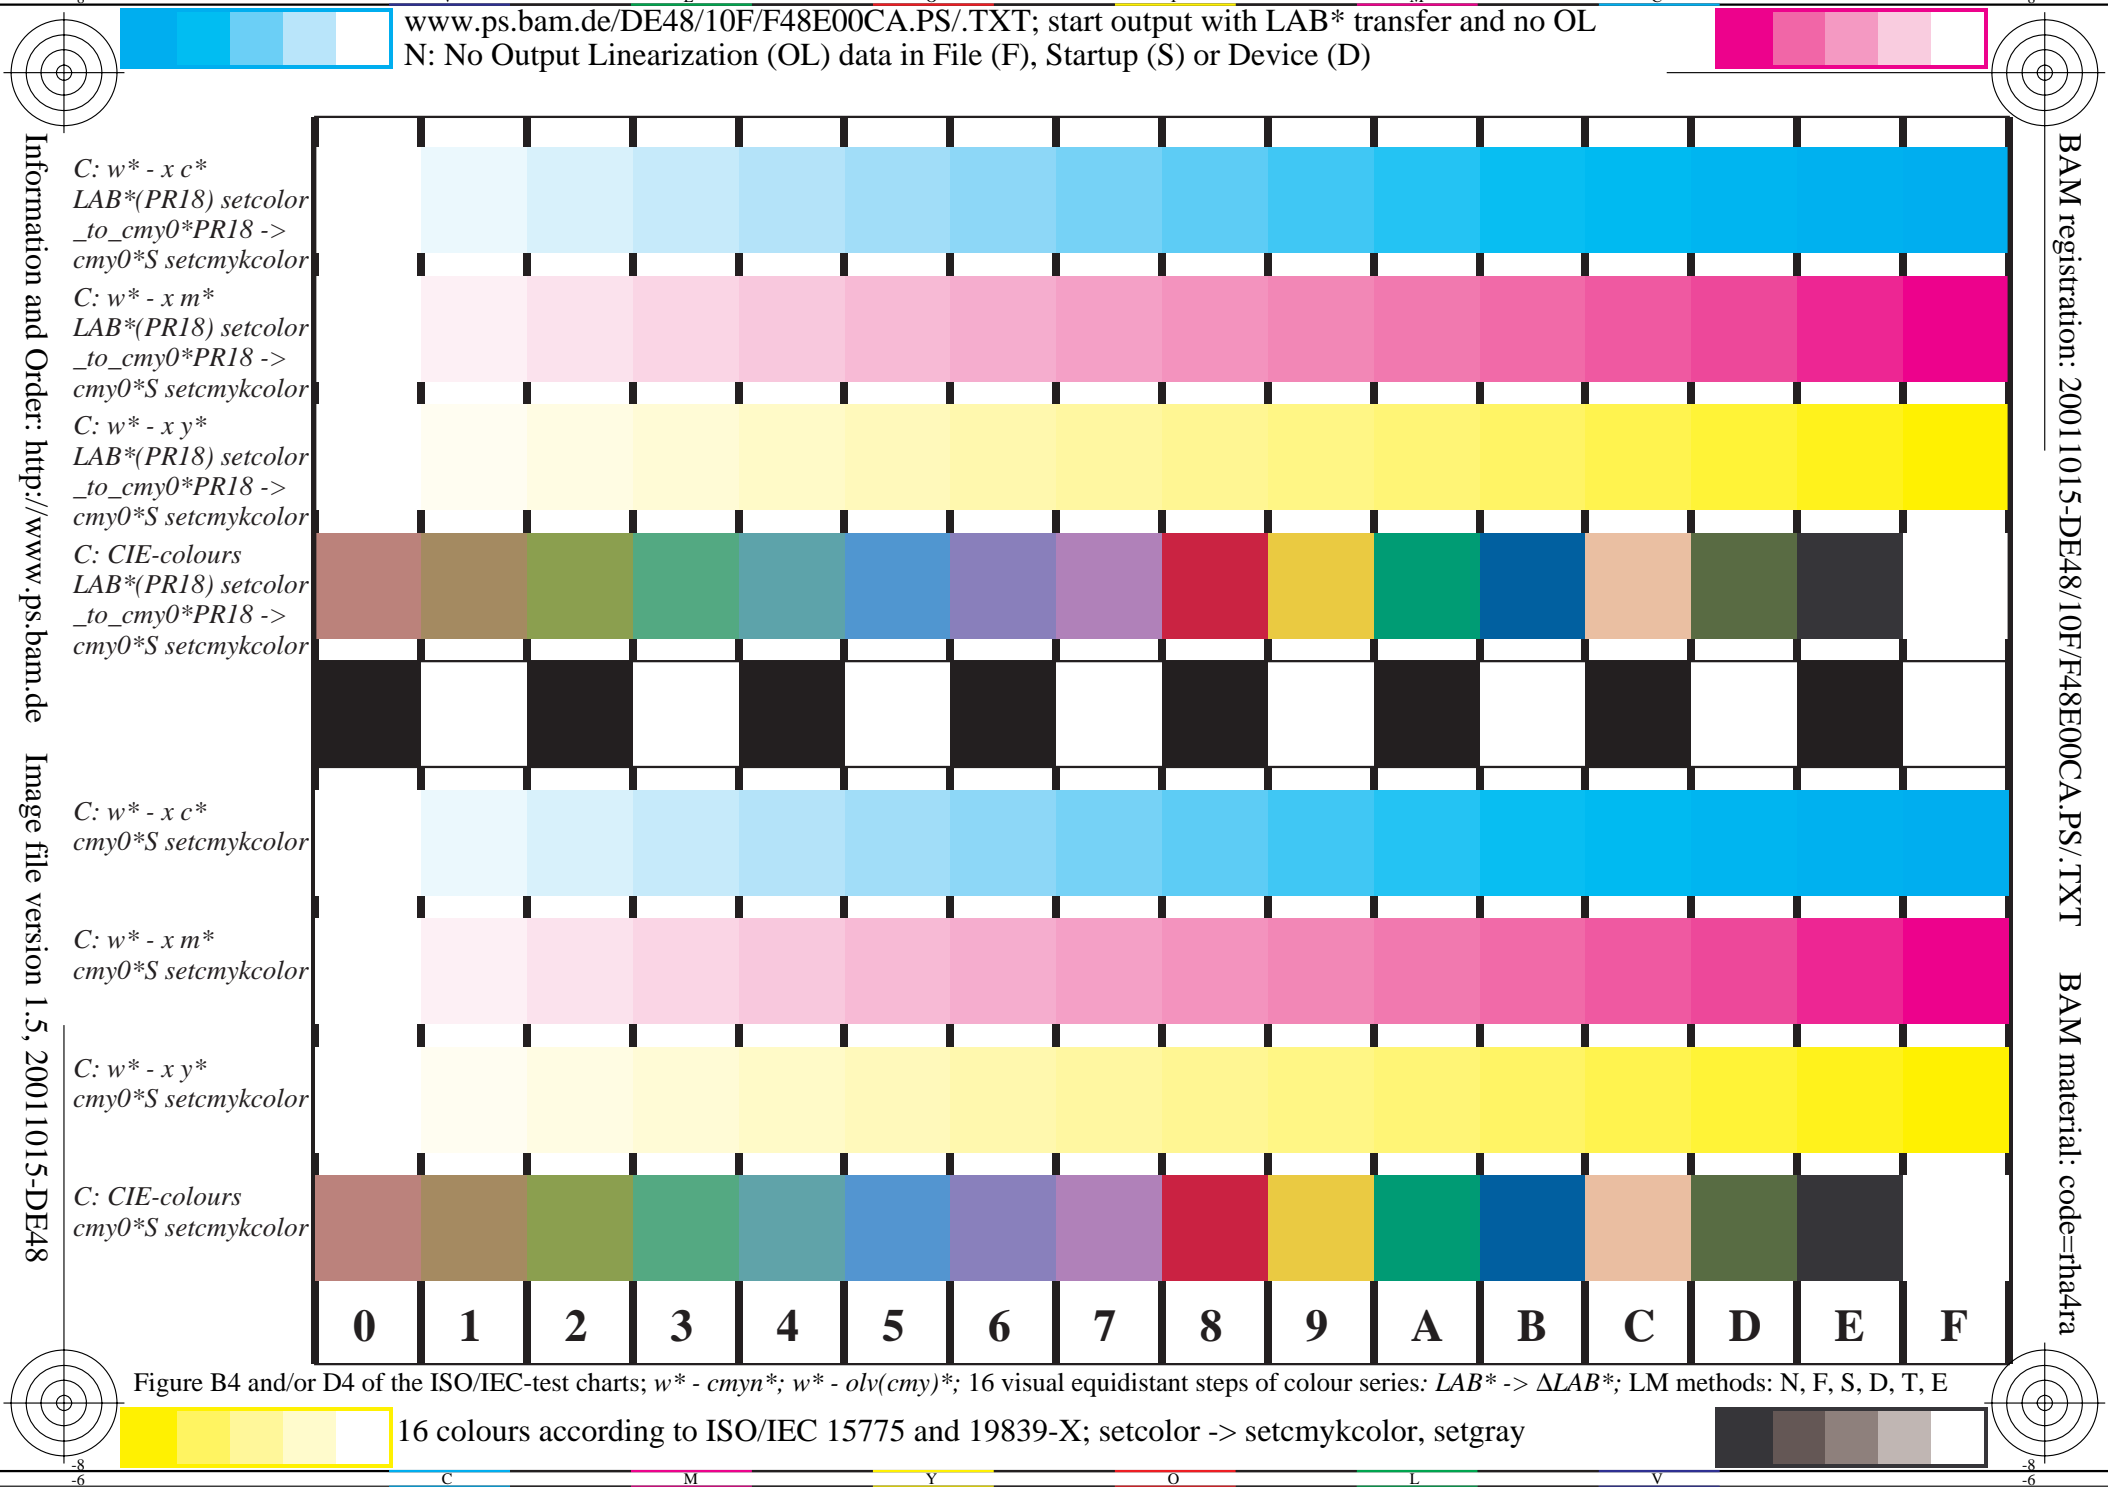 www.ps.bam.de/DE48/10F/F48E00CA.PS/.TXT; start output with LAB* transfer and no OL
N: No Output Linearization (OL) data in File (F), Startup (S) or Device (D)
Information and Order: http://www.ps.bam.de Image file version 1.5, 20011015-DE48
BAM registration: 20011015-DE48/10F/F48E00CA.PS/.TXT BAM material: code=rha4ra
C: w* - x c*
LAB*(PR18) setcolor
_to_cmy0*PR18 ->
cmy0*S setcmykcolor
C: w* - x m*
LAB*(PR18) setcolor
_to_cmy0*PR18 ->
cmy0*S setcmykcolor
C: w* - x y*
LAB*(PR18) setcolor
_to_cmy0*PR18 ->
cmy0*S setcmykcolor
C: CIE-colours
LAB*(PR18) setcolor
_to_cmy0*PR18 ->
cmy0*S setcmykcolor
C: w* - x c*
cmy0*S setcmykcolor
C: w* - x m*
cmy0*S setcmykcolor
C: w* - x y*
cmy0*S setcmykcolor
C: CIE-colours
cmy0*S setcmykcolor
0 1 2 3 4 5 6 7 8 9 A B C D E F
Figure B4 and/or D4 of the ISO/IEC-test charts; w* - cmyn*; w* - olv(cmy)*; 16 visual equidistant steps of colour series: LAB* -> ΔLAB*; LM methods: N, F, S, D, T, E
16 colours according to ISO/IEC 15775 and 19839-X; setcolor -> setcmykcolor, setgray
-8 -8
-6 C M Y O L V -6